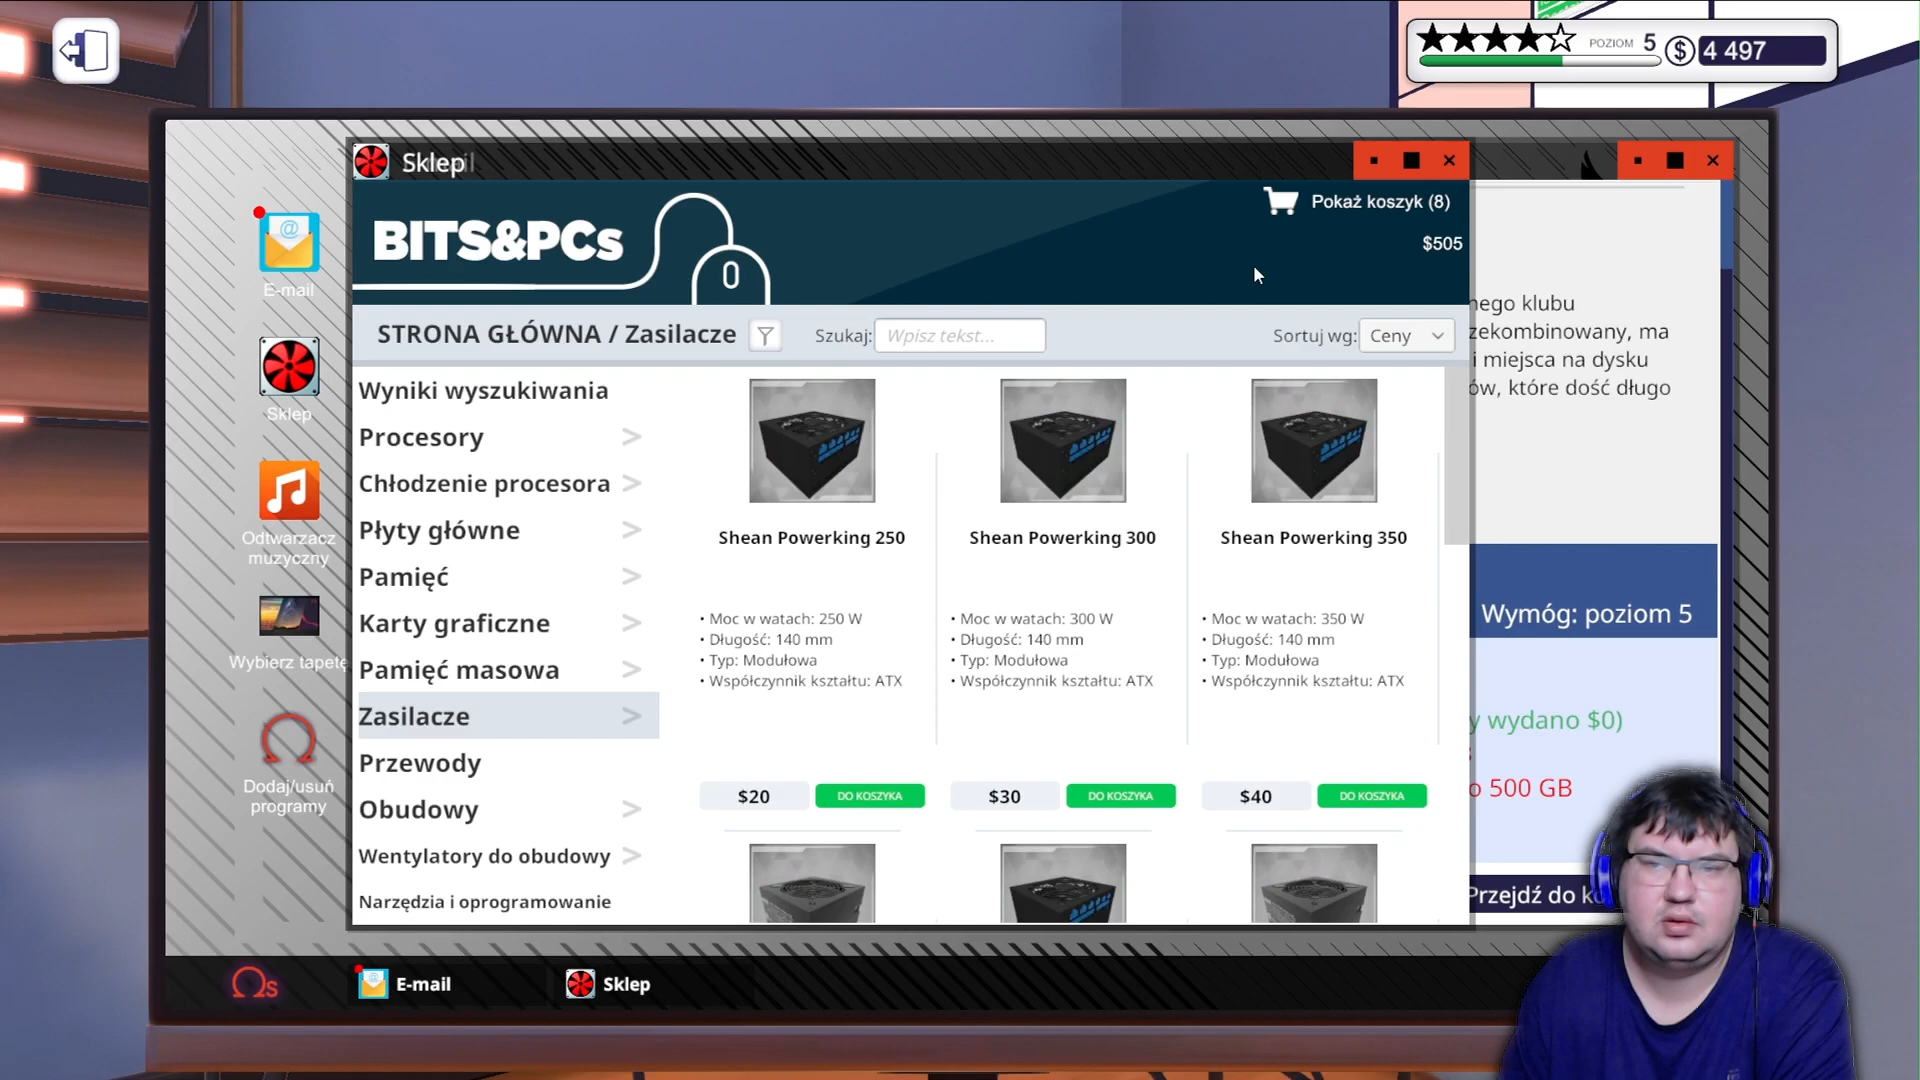 POZIOM 5
$ 4 497
Sklep
BITS&PCs
Pokaż koszyk (8)
$505
STRONA GŁÓWNA / Zasilacze
Szukaj:
Wpisz tekst...
Sortuj wg:
Ceny
E-mail
Sklep
Odtwarzacz
muzyczny
Wybierz tapetę
Dodaj/usuń
programy
Wyniki wyszukiwania
Procesory
Chłodzenie procesora
Płyty główne
Pamięć
Karty graficzne
Pamięć masowa
Zasilacze
Przewody
Obudowy
Wentylatory do obudowy
Narzędzia i oprogramowanie
Shean Powerking 250
• Moc w watach: 250 W
• Długość: 140 mm
• Typ: Modułowa
• Współczynnik kształtu: ATX
$20
DO KOSZYKA
Shean Powerking 300
• Moc w watach: 300 W
• Długość: 140 mm
• Typ: Modułowa
• Współczynnik kształtu: ATX
$30
DO KOSZYKA
Shean Powerking 350
• Moc w watach: 350 W
• Długość: 140 mm
• Typ: Modułowa
• Współczynnik kształtu: ATX
$40
DO KOSZYKA
nego klubu
zekombinowany, ma
i miejsca na dysku
ów, które dość długo
Wymóg: poziom 5
y wydano $0)
o 500 GB
Przejdź do k
Ωs
E-mail
Sklep